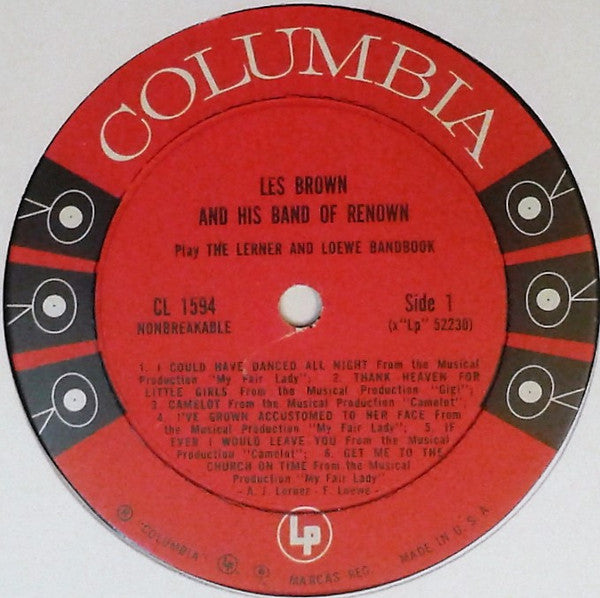 COLUMBIA
LES BROWN
AND HIS BAND OF RENOWN
Play THE LERNER AND LOEWE BANDBOOK
CL 1594
NONBREAKABLE
Side 1
(x"Lp" 52230)
1. I COULD HAVE DANCED ALL NIGHT From the Musical
Production "My Fair Lady"; 2. THANK HEAVEN FOR
LITTLE GIRLS From the Musical Production "Gigi";
3. CAMELOT From the Musical Production "Camelot"
4. I'VE GROWN ACCUSTOMED TO HER FACE From
the Musical Production "My Fair Lady"; 5. IF
EVER I WOULD LEAVE YOU From the Musical
Production "Camelot"; 6. GET ME TO THE
CHURCH ON TIME From the Musical
Production "My Fair Lady"
- A. J. Lerner - F. Loewe -
Lp
® "COLUMBIA" Lp ® MARCAS REG. MADE IN U.S.A.